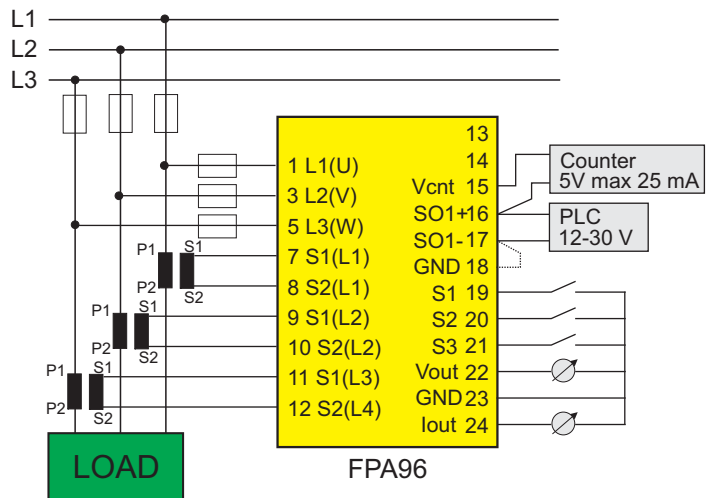 L1
L2
L3
13
14
1 L1(U)
3 L2(V)
5 L3(W)
7 S1(L1)
8 S2(L1)
9 S1(L2)
10 S2(L2)
11 S1(L3)
12 S2(L4)
Vcnt 15
SO1+16
SO1-17
GND 18
S1 19
S2 20
S3 21
Vout 22
GND 23
Iout 24
Counter
5V max 25 mA
PLC
12-30 V
P1 S1
P2 S2
P1 S1
P2 S2
P1 S1
P2 S2
LOAD
FPA96